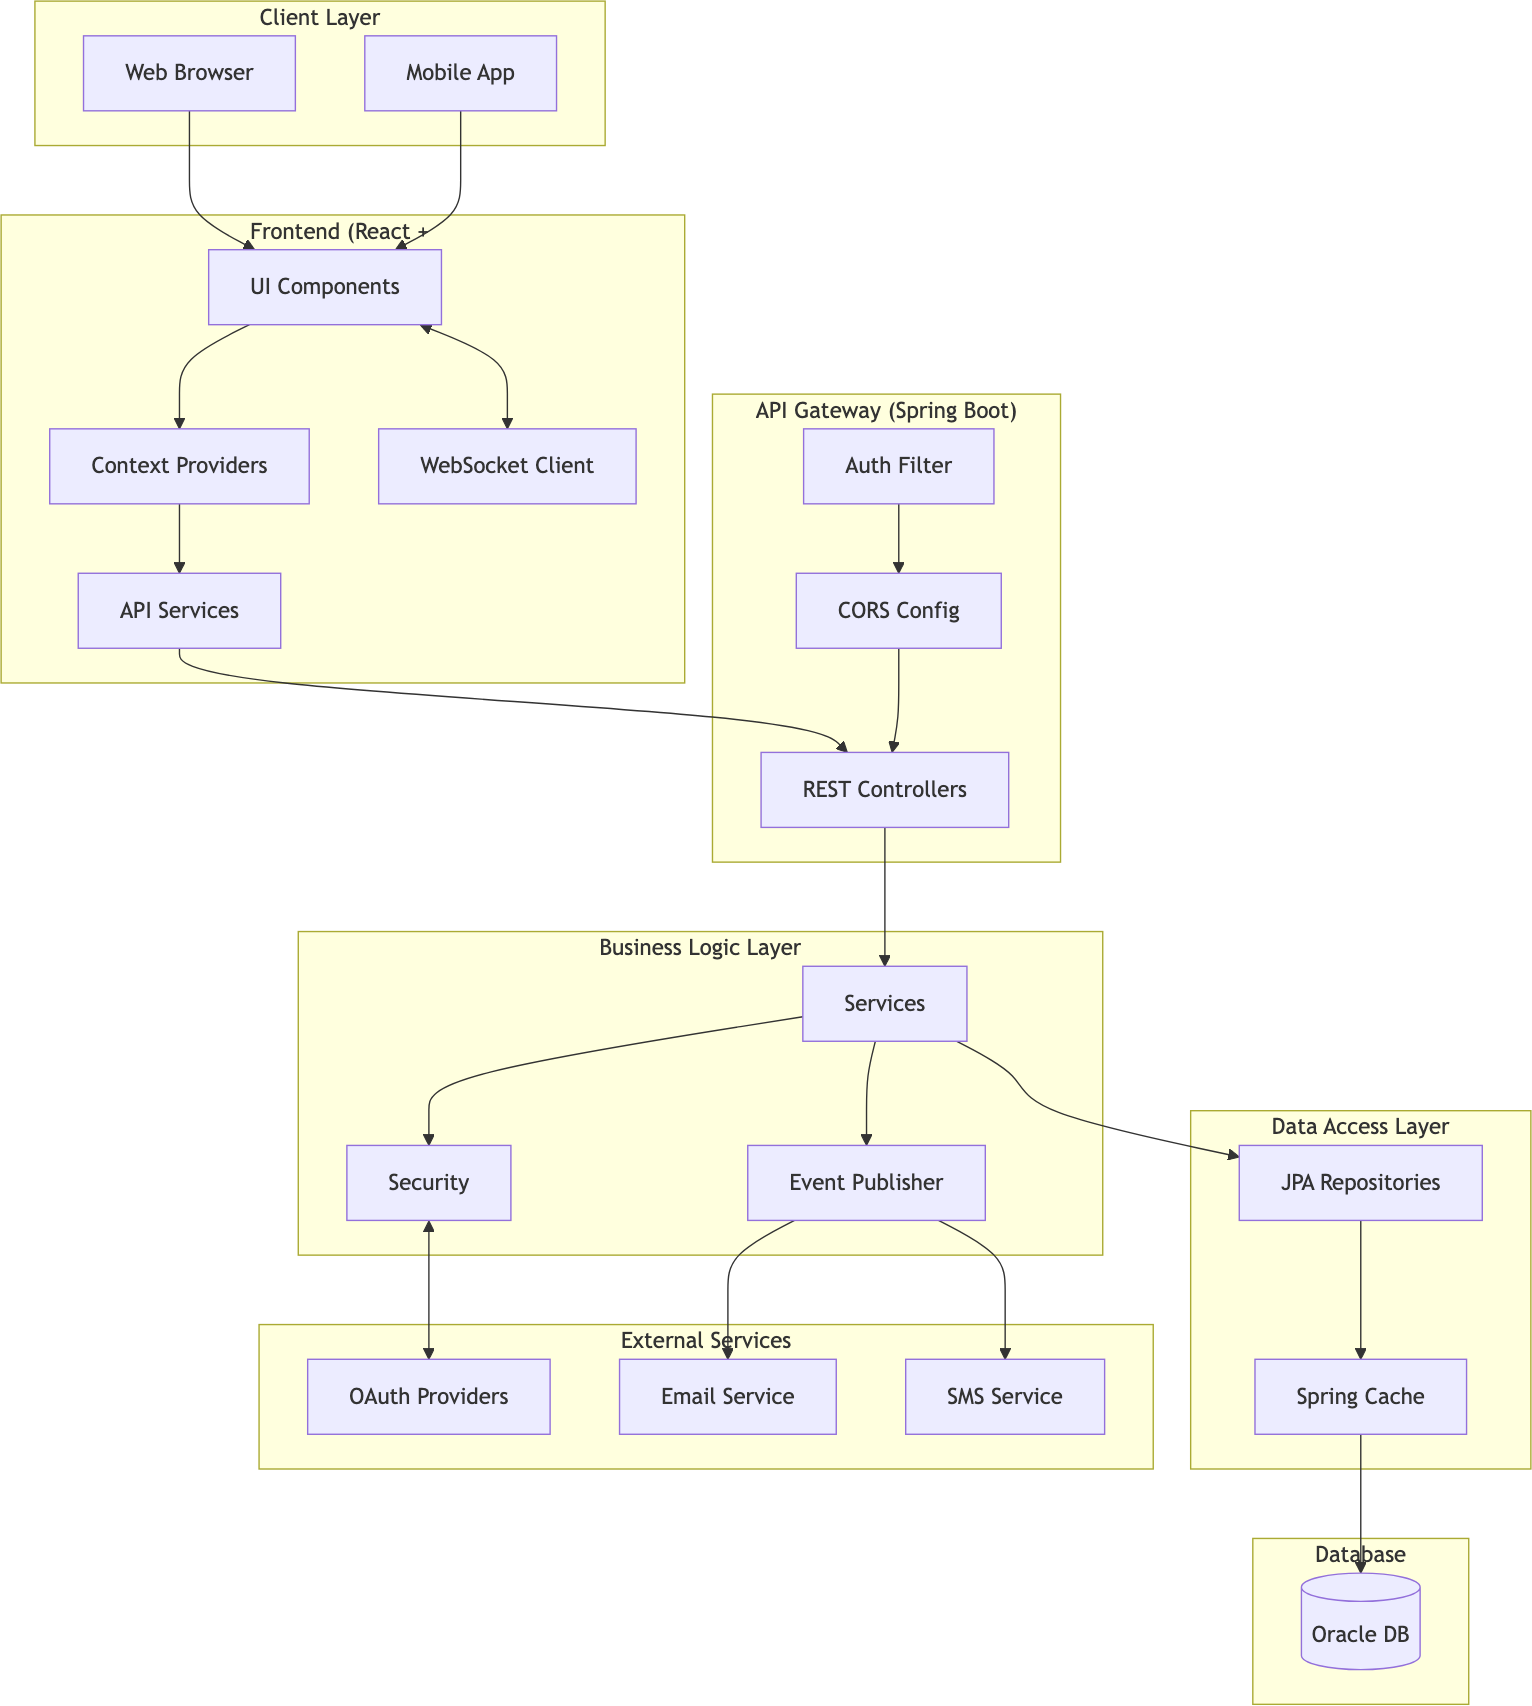 Client Layer
Web Browser
Mobile App
Frontend (React +
UI Components
Context Providers
WebSocket Client
API Services
API Gateway (Spring Boot)
Auth Filter
CORS Config
REST Controllers
Business Logic Layer
Services
Security
Event Publisher
Data Access Layer
JPA Repositories
Spring Cache
External Services
OAuth Providers
Email Service
SMS Service
Database
Oracle DB